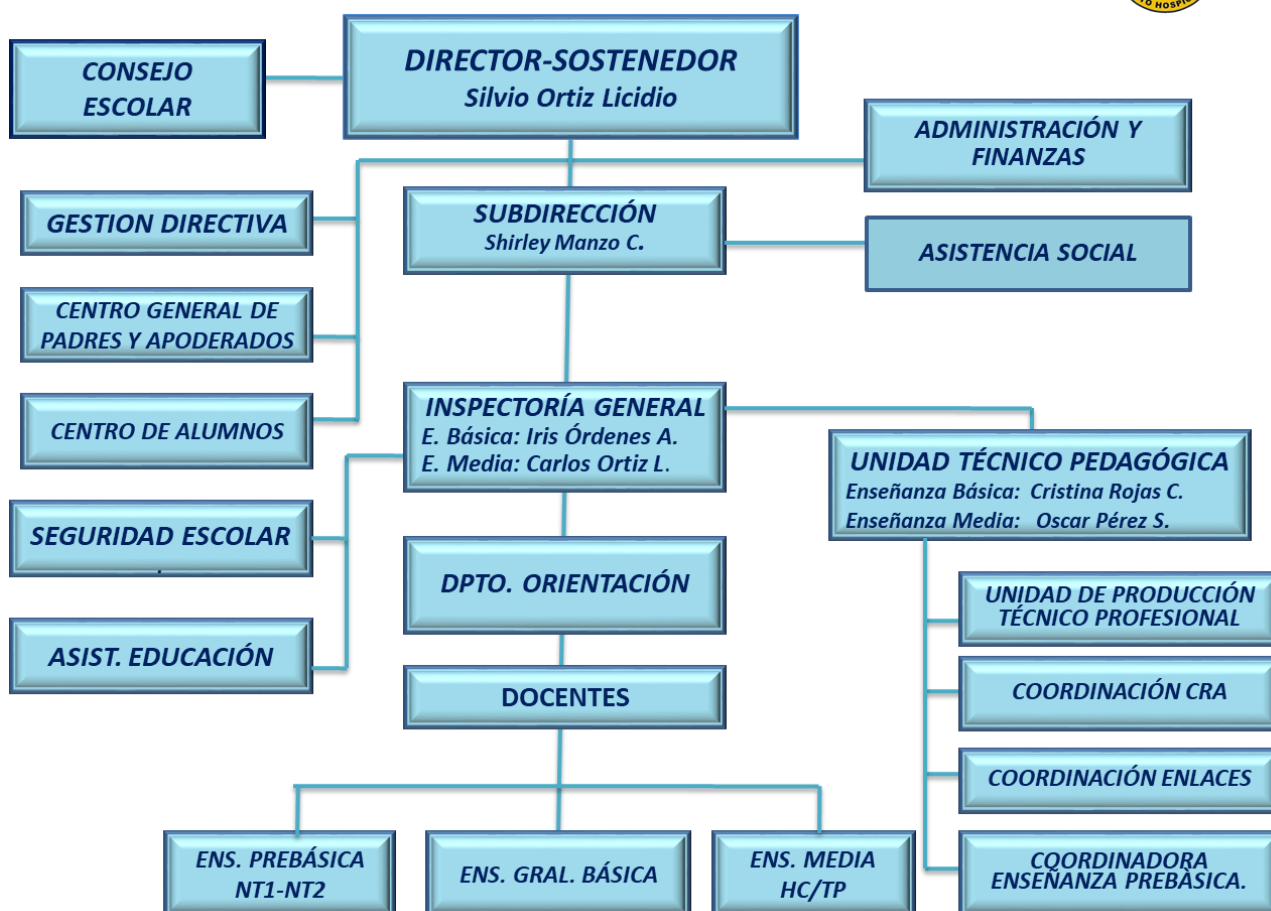 TO HOSPIC
CONSEJO
ESCOLAR
DIRECTOR-SOSTENEDOR
Silvio Ortiz Licidio
ADMINISTRACIÓN Y
FINANZAS
GESTION DIRECTIVA
SUBDIRECCIÓN
Shirley Manzo C.
ASISTENCIA SOCIAL
CENTRO GENERAL DE
PADRES Y APODERADOS
CENTRO DE ALUMNOS
INSPECTORÍA GENERAL
E. Básica: Iris Órdenes A.
E. Media: Carlos Ortiz L.
UNIDAD TÉCNICO PEDAGÓGICA
Enseñanza Básica: Cristina Rojas C.
Enseñanza Media: Oscar Pérez S.
SEGURIDAD ESCOLAR
.
ASIST. EDUCACIÓN
DPTO. ORIENTACIÓN
DOCENTES
UNIDAD DE PRODUCCIÓN
TÉCNICO PROFESIONAL
COORDINACIÓN CRA
COORDINACIÓN ENLACES
COORDINADORA
ENSEÑANZA PREBÀSICA.
ENS. PREBÁSICA
NT1-NT2
ENS. GRAL. BÁSICA
ENS. MEDIA
HC/TP